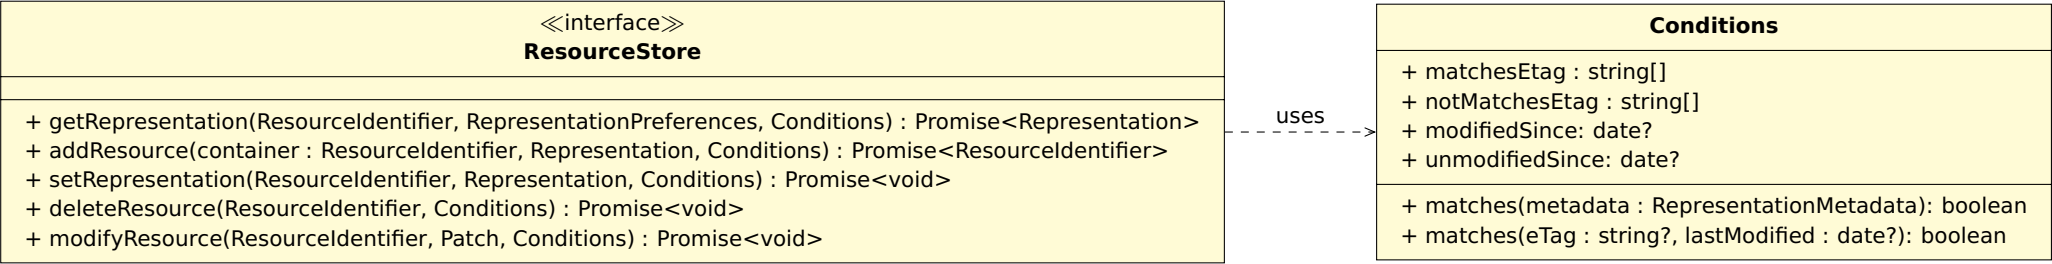 ≪interface≫
ResourceStore
+ getRepresentation(ResourceIdentifier, RepresentationPreferences, Conditions) : Promise<Representation>
+ addResource(container : ResourceIdentifier, Representation, Conditions) : Promise<ResourceIdentifier>
+ setRepresentation(ResourceIdentifier, Representation, Conditions) : Promise<void>
+ deleteResource(ResourceIdentifier, Conditions) : Promise<void>
+ modifyResource(ResourceIdentifier, Patch, Conditions) : Promise<void>
uses
Conditions
+ matchesEtag : string[]
+ notMatchesEtag : string[]
+ modifiedSince: date?
+ unmodifiedSince: date?
+ matches(metadata : RepresentationMetadata): boolean
+ matches(eTag : string?, lastModified : date?): boolean